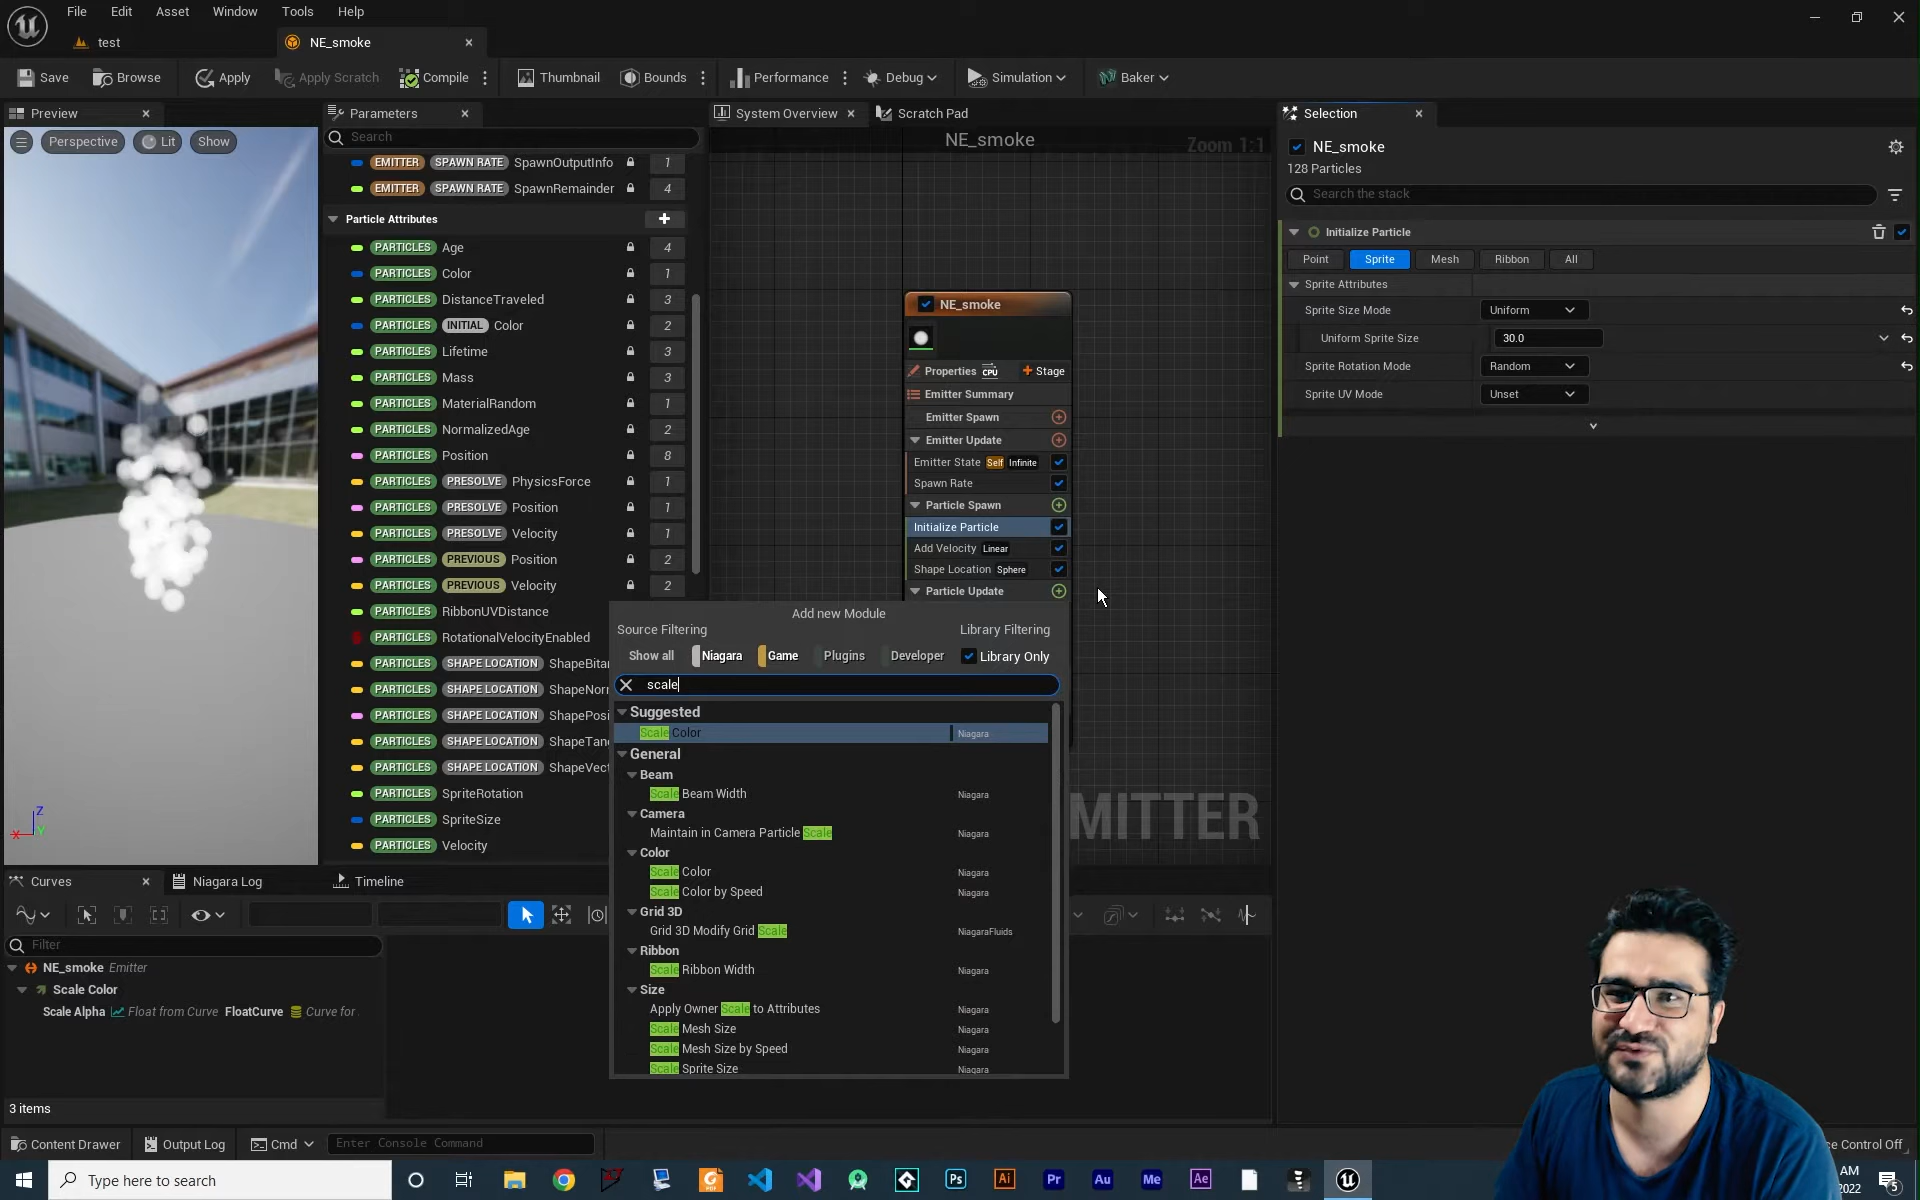 File Edit Asset Window Tools Help
test NE_smoke
Save Browse Apply Apply Scratch Compile Thumbnail Bounds Performance Debug Simulation Baker
Preview Parameters System Overview Scratch Pad Selection
Perspective Lit Show
Search
NE_smoke
Zoom 1:1
EMITTER SPAWN RATE SpawnOutputInfo 1
EMITTER SPAWN RATE SpawnRemainder 4
Particle Attributes
PARTICLES Age 4
PARTICLES Color 1
PARTICLES DistanceTraveled 3
PARTICLES INITIAL Color 2
PARTICLES Lifetime 3
PARTICLES Mass 3
PARTICLES MaterialRandom 1
PARTICLES NormalizedAge 2
PARTICLES Position 8
PARTICLES PRESOLVE PhysicsForce 1
PARTICLES PRESOLVE Position 1
PARTICLES PRESOLVE Velocity 1
PARTICLES PREVIOUS Position 2
PARTICLES PREVIOUS Velocity 2
PARTICLES RibbonUVDistance
PARTICLES RotationalVelocityEnabled
PARTICLES SHAPE LOCATION ShapeBita
PARTICLES SHAPE LOCATION ShapeNor
PARTICLES SHAPE LOCATION ShapePosi
PARTICLES SHAPE LOCATION ShapeTan
PARTICLES SHAPE LOCATION ShapeVect
PARTICLES SpriteRotation
PARTICLES SpriteSize
PARTICLES Velocity
Z
X Y
NE_smoke
Properties CPU Stage
Emitter Summary
Emitter Spawn
Emitter Update
Emitter State Self Infinite
Spawn Rate
Particle Spawn
Initialize Particle
Add Velocity Linear
Shape Location Sphere
Particle Update
Add new Module
Source Filtering Library Filtering
Show all Niagara Game Plugins Developer Library Only
scale
Suggested
Scale Color Niagara
General
Beam
Scale Beam Width Niagara
Camera
Maintain in Camera Particle Scale Niagara
Color
Scale Color Niagara
Scale Color by Speed Niagara
Grid 3D
Grid 3D Modify Grid Scale NiagaraFluids
Ribbon
Scale Ribbon Width Niagara
Size
Apply Owner Scale to Attributes Niagara
Scale Mesh Size Niagara
Scale Mesh Size by Speed Niagara
Scale Sprite Size Niagara
MITTER
NE_smoke
128 Particles
Search the stack
Initialize Particle
Point Sprite Mesh Ribbon All
Sprite Attributes
Sprite Size Mode Uniform
Uniform Sprite Size 30.0
Sprite Rotation Mode Random
Sprite UV Mode Unset
Curves Niagara Log Timeline
Filter
NE_smoke Emitter
Scale Color
Scale Alpha Float from Curve FloatCurve Curve for
3 items
Content Drawer Output Log Cmd Enter Console Command
ce Control Off
Type here to search
Ps Ai Pr Au Me Ae
AM
2022
5